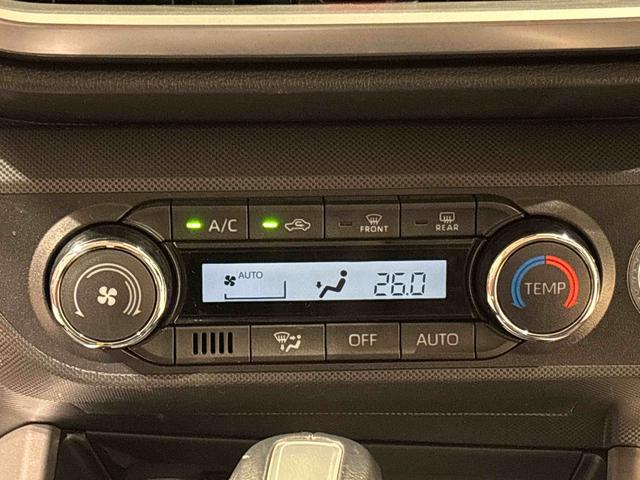 A/C FRONT REAR
AUTO 26.0 TEMP
OFF AUTO